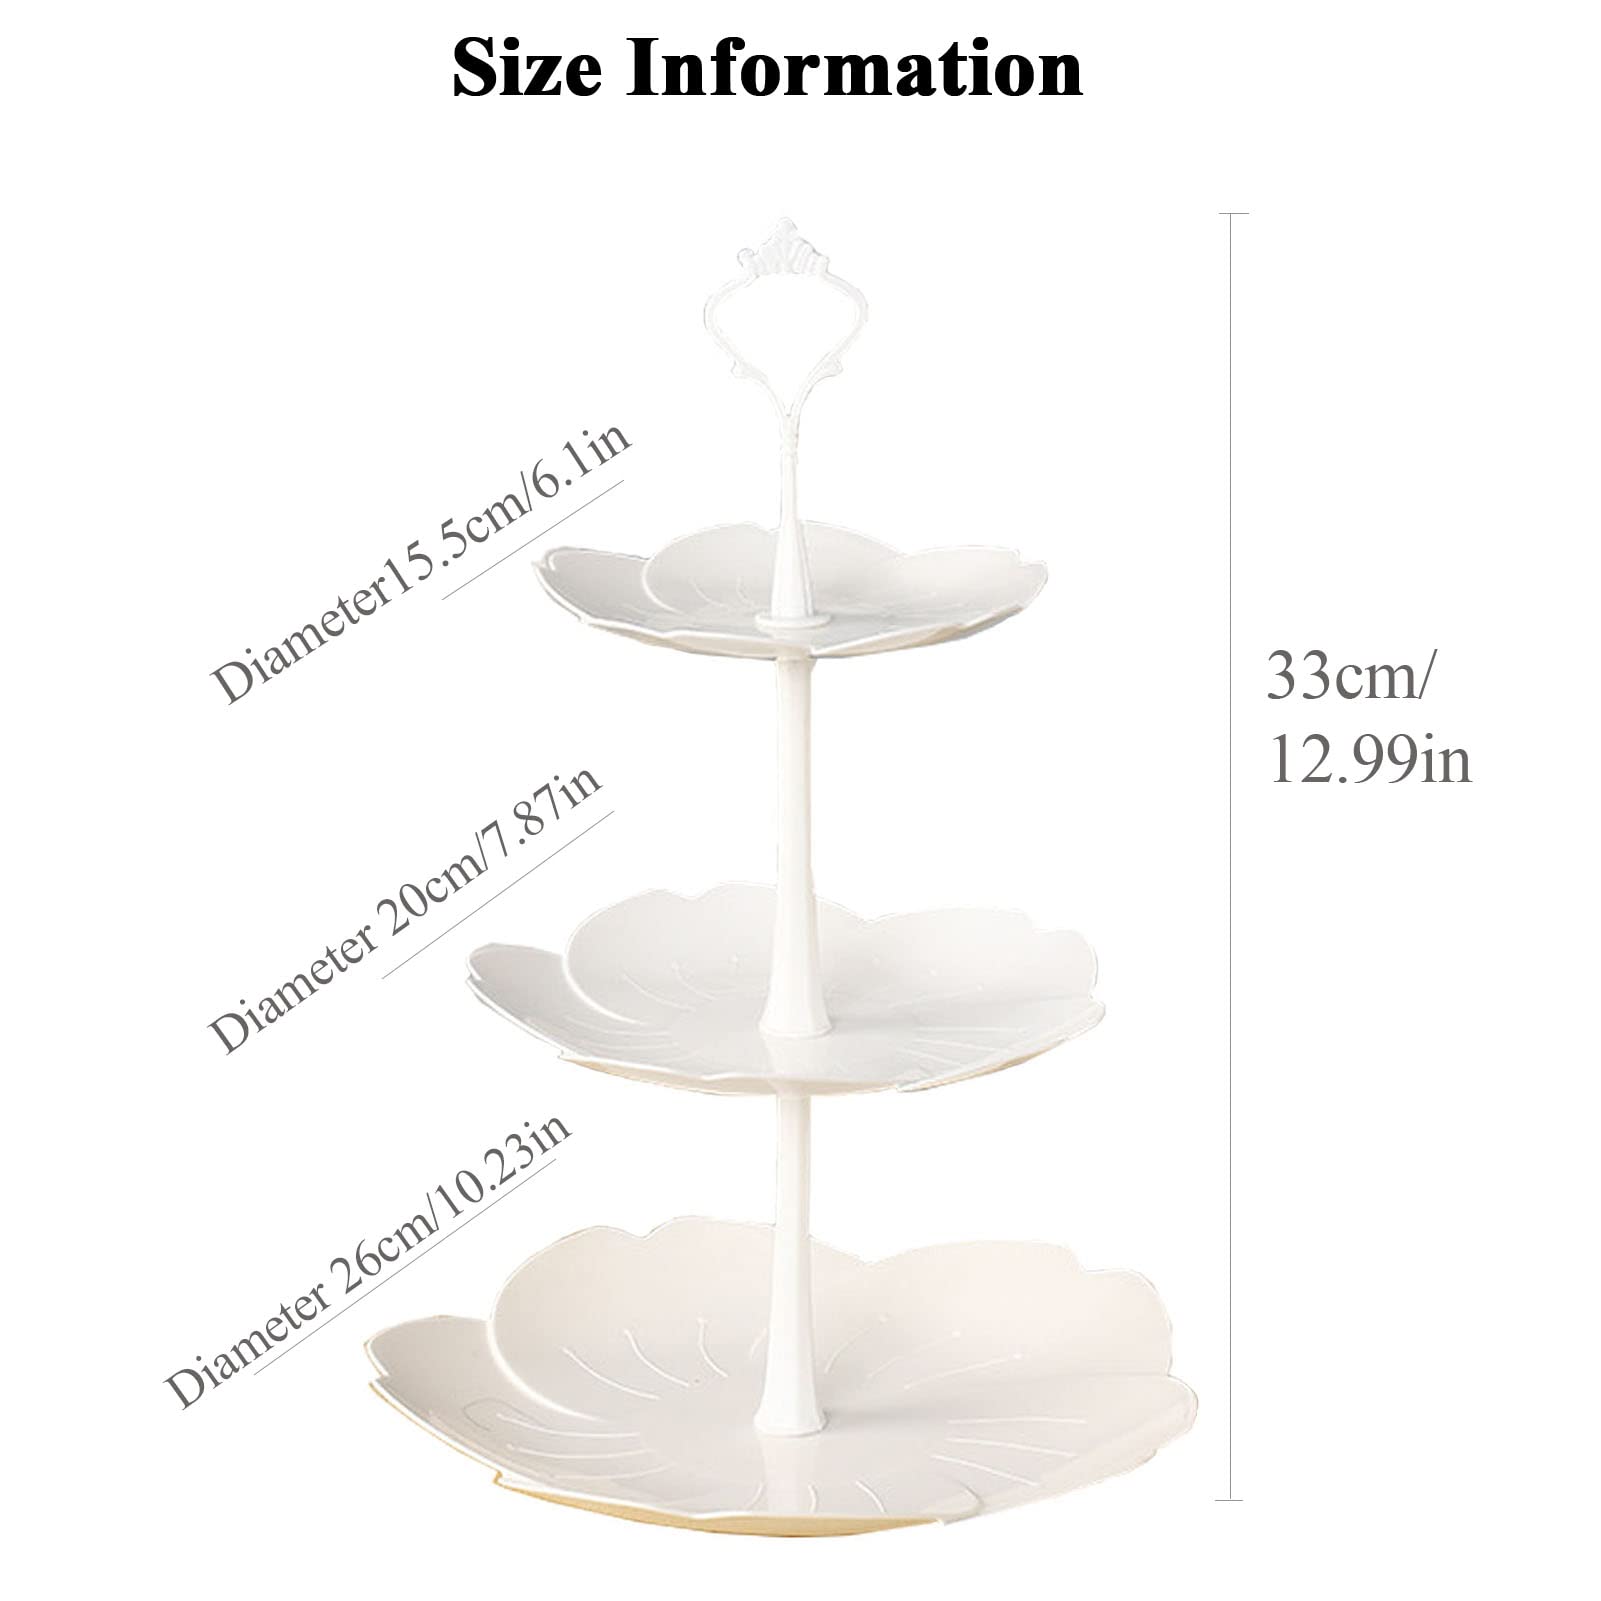 Size Information
Diameter15.5cm/6.1in
33cm/
12.99in
Diameter 20cm/7.87in
Diameter 26cm/10.23in